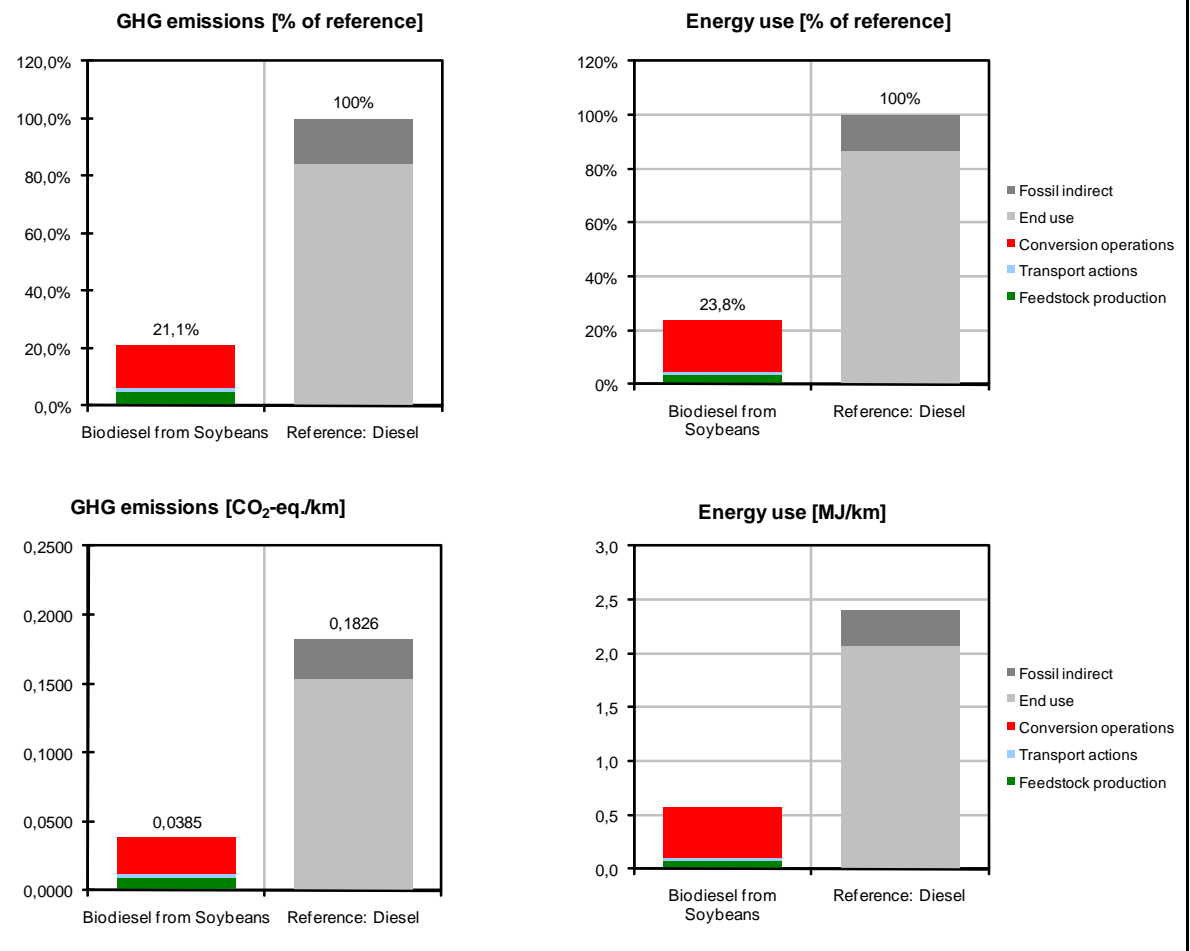 GHG emissions [% of reference]
120,0%
100,0%
80,0%
60,0%
40,0%
20,0%
0,0%
100%
21,1%
Biodiesel from Soybeans
Reference: Diesel
Energy use [% of reference]
120%
100%
80%
60%
40%
20%
0%
100%
23,8%
Biodiesel from
Soybeans
Reference: Diesel
Fossil indirect
End use
Conversion operations
Transport actions
Feedstock production
GHG emissions [CO₂-eq./km]
0,2500
0,2000
0,1500
0,1000
0,0500
0,0000
0,1826
0,0385
Biodiesel from Soybeans
Reference: Diesel
Energy use [MJ/km]
3,0
2,5
2,0
1,5
1,0
0,5
0,0
Biodiesel from
Soybeans
Reference: Diesel
Fossil indirect
End use
Conversion operations
Transport actions
Feedstock production